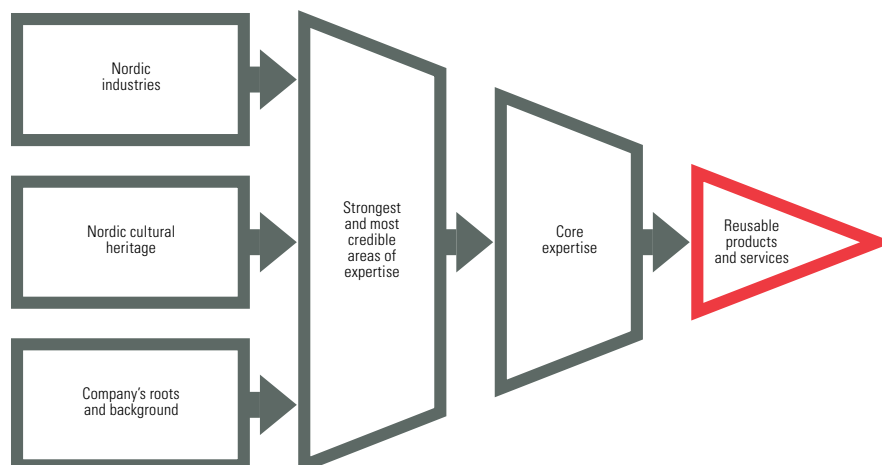 Nordic
industries
Nordic cultural
heritage
Company's roots
and background
Strongest
and most
credible
areas of
expertise
Core
expertise
Reusable
products
and services